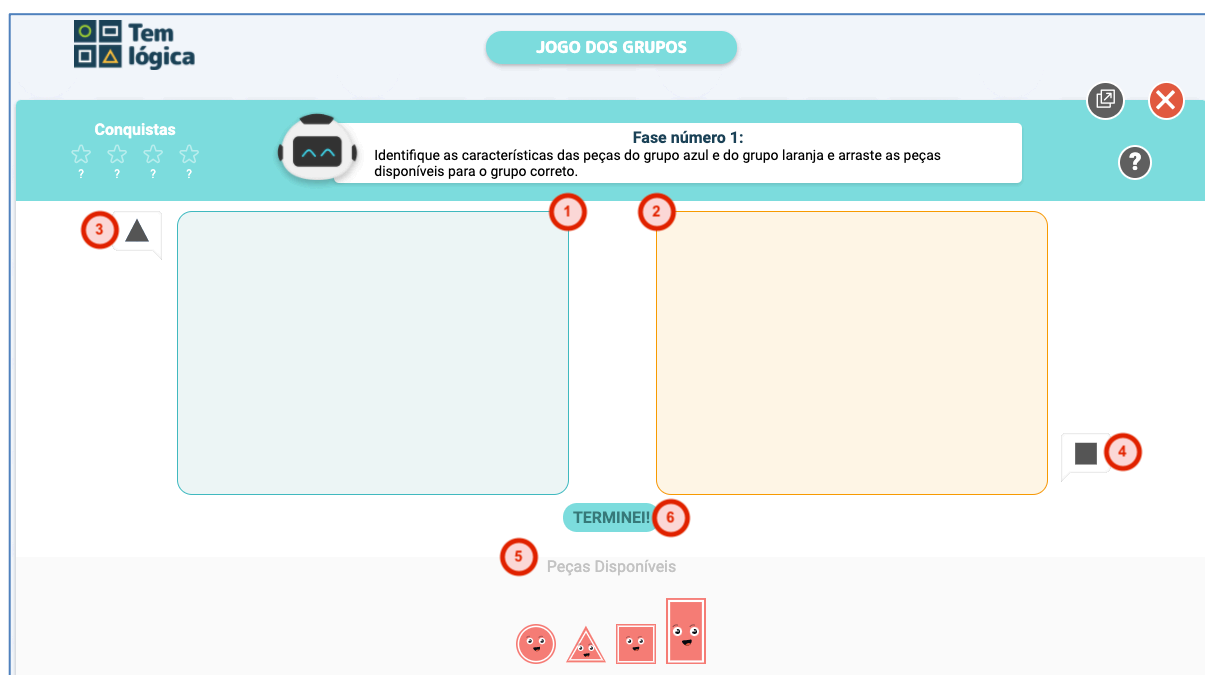 Tem
lógica
JOGO DOS GRUPOS
Conquistas
? ? ? ?
Fase número 1:
Identifique as características das peças do grupo azul e do grupo laranja e arraste as peças
disponíveis para o grupo correto.
?
1
2
3
4
TERMINEI!
6
5
Peças Disponíveis